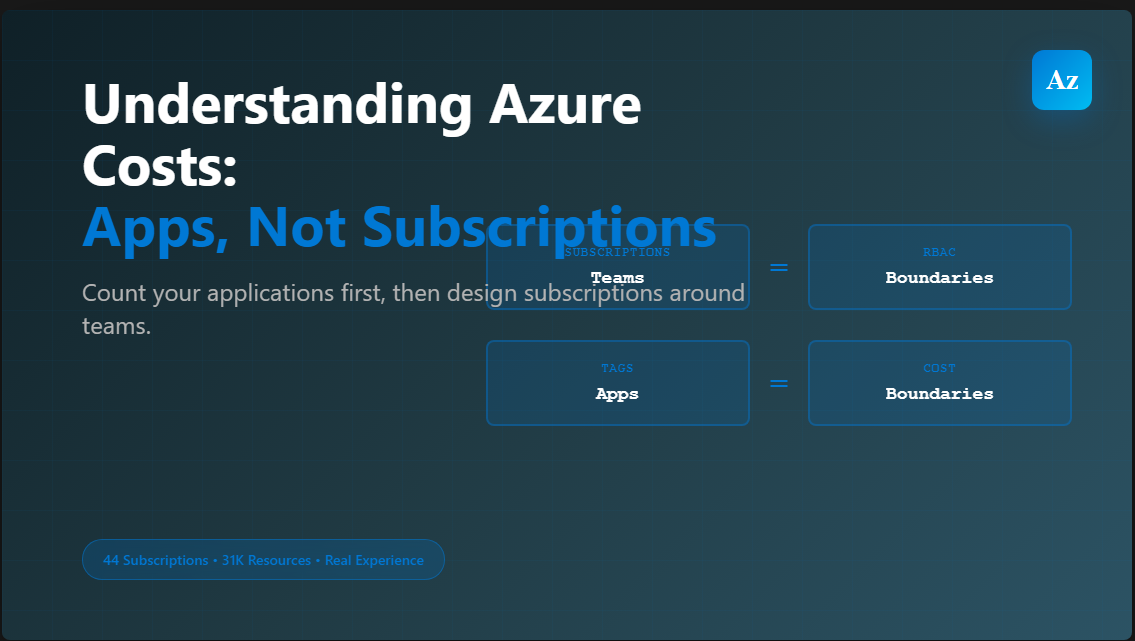 Az
Understanding Azure
Costs:
Apps, Not Subscriptions
Count your applications first, then design subscriptions around
teams.
SUBSCRIPTIONS
Teams
=
RBAC
Boundaries
TAGS
Apps
=
COST
Boundaries
44 Subscriptions • 31K Resources • Real Experience